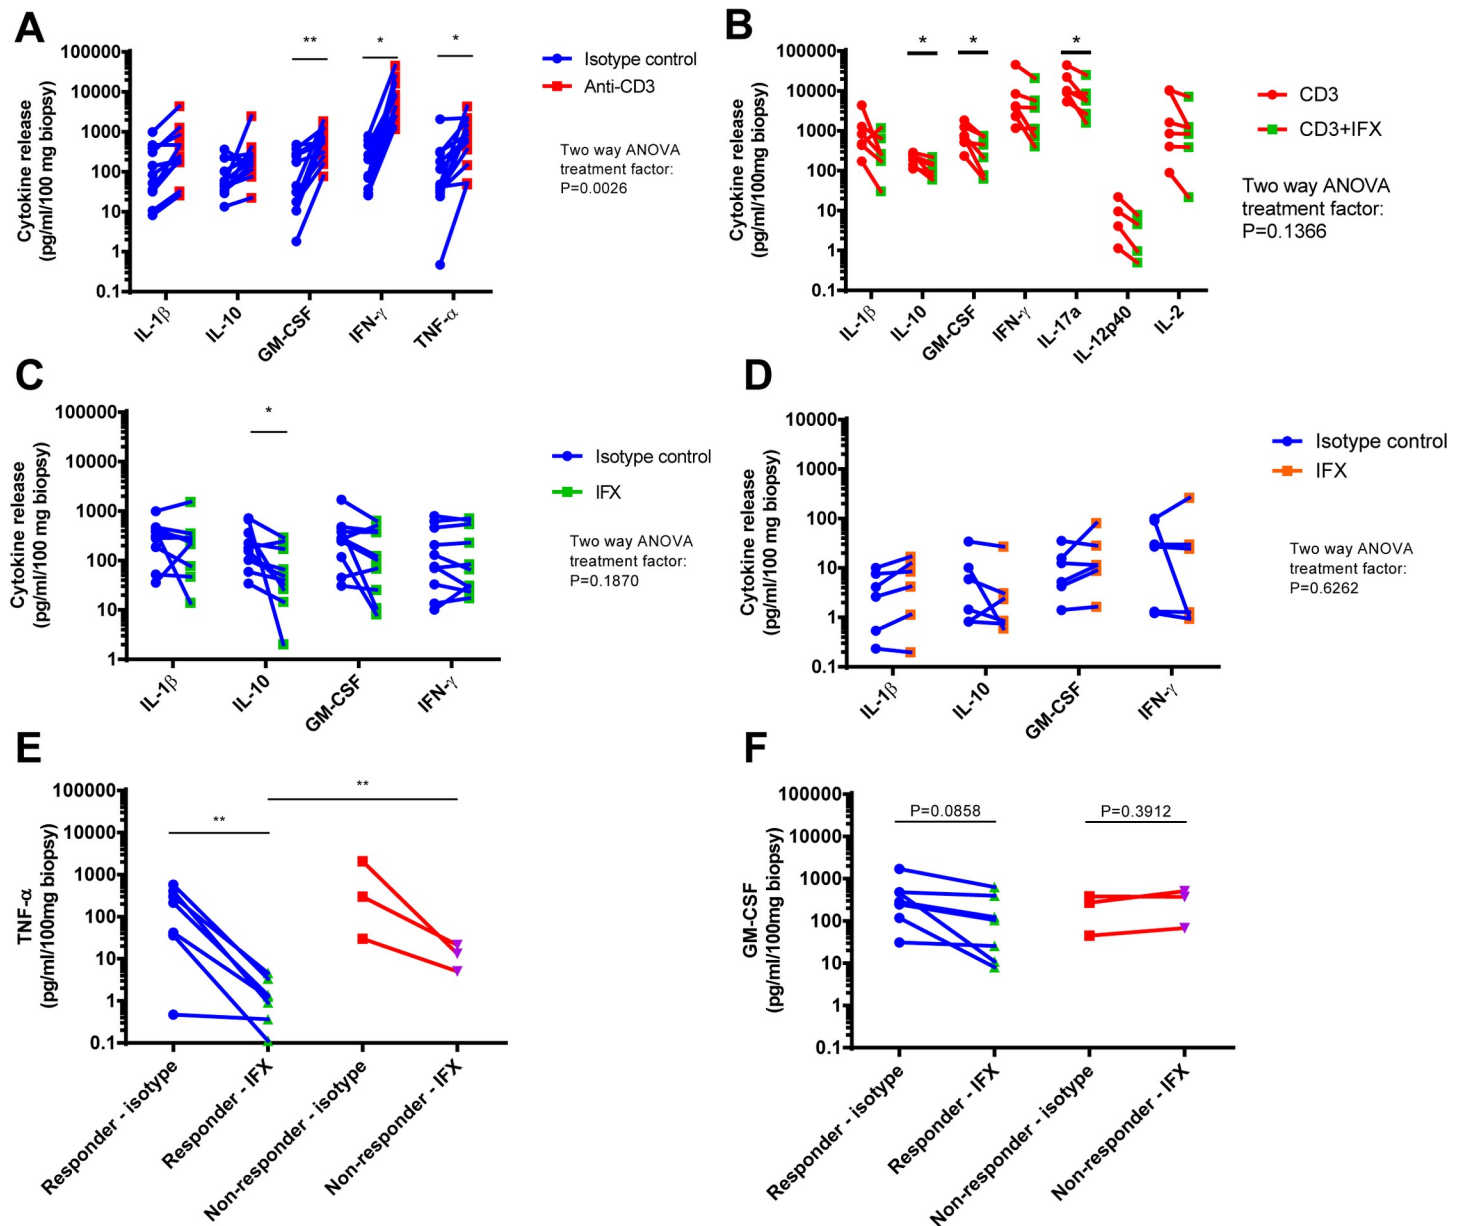 A
Cytokine release
(pg/ml/100 mg biopsy)
100000
10000
1000
100
10
1
0.1
** * *
IL-1β
IL-10
GM-CSF
IFN-γ
TNF-α
Isotype control
Anti-CD3
Two way ANOVA
treatment factor:
P=0.0026
B
Cytokine release
(pg/ml/100mg biopsy)
100000
10000
1000
100
10
1
0.1
* * *
IL-1β
IL-10
GM-CSF
IFN-γ
IL-17a
IL-12p40
IL-2
CD3
CD3+IFX
Two way ANOVA
treatment factor:
P=0.1366
C
Cytokine release
(pg/ml/100 mg biopsy)
100000
10000
1000
100
10
1
*
IL-1β
IL-10
GM-CSF
IFN-γ
Isotype control
IFX
Two way ANOVA
treatment factor:
P=0.1870
D
Cytokine release
(pg/ml/100 mg biopsy)
10000
1000
100
10
1
0.1
IL-1β
IL-10
GM-CSF
IFN-γ
Isotype control
IFX
Two way ANOVA
treatment factor:
P=0.6262
E
TNF-α
(pg/ml/100mg biopsy)
100000
10000
1000
100
10
1
0.1
**
**
Responder - isotype
Responder - IFX
Non-responder - isotype
Non-responder - IFX
F
GM-CSF
(pg/ml/100mg biopsy)
100000
10000
1000
100
10
1
0.1
P=0.0858
P=0.3912
Responder - isotype
Responder - IFX
Non-responder - isotype
Non-responder - IFX